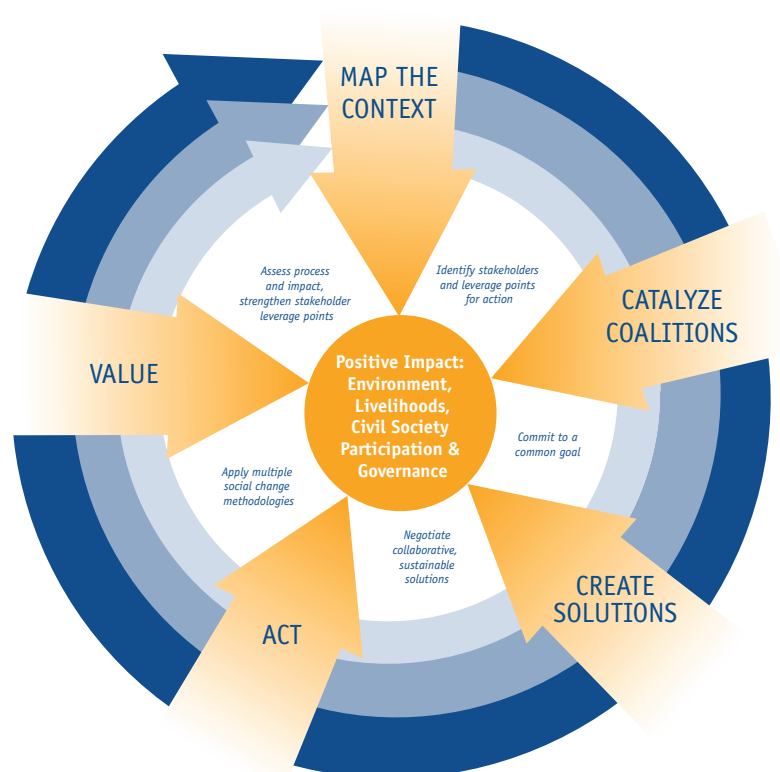 MAP THE
CONTEXT
Identify stakeholders
and leverage points
for action
CATALYZE
COALITIONS
Commit to a
common goal
CREATE
SOLUTIONS
Negotiate
collaborative,
sustainable
solutions
ACT
Apply multiple
social change
methodologies
VALUE
Assess process
and impact,
strengthen stakeholder
leverage points
Positive Impact:
Environment,
Livelihoods,
Civil Society
Participation &
Governance